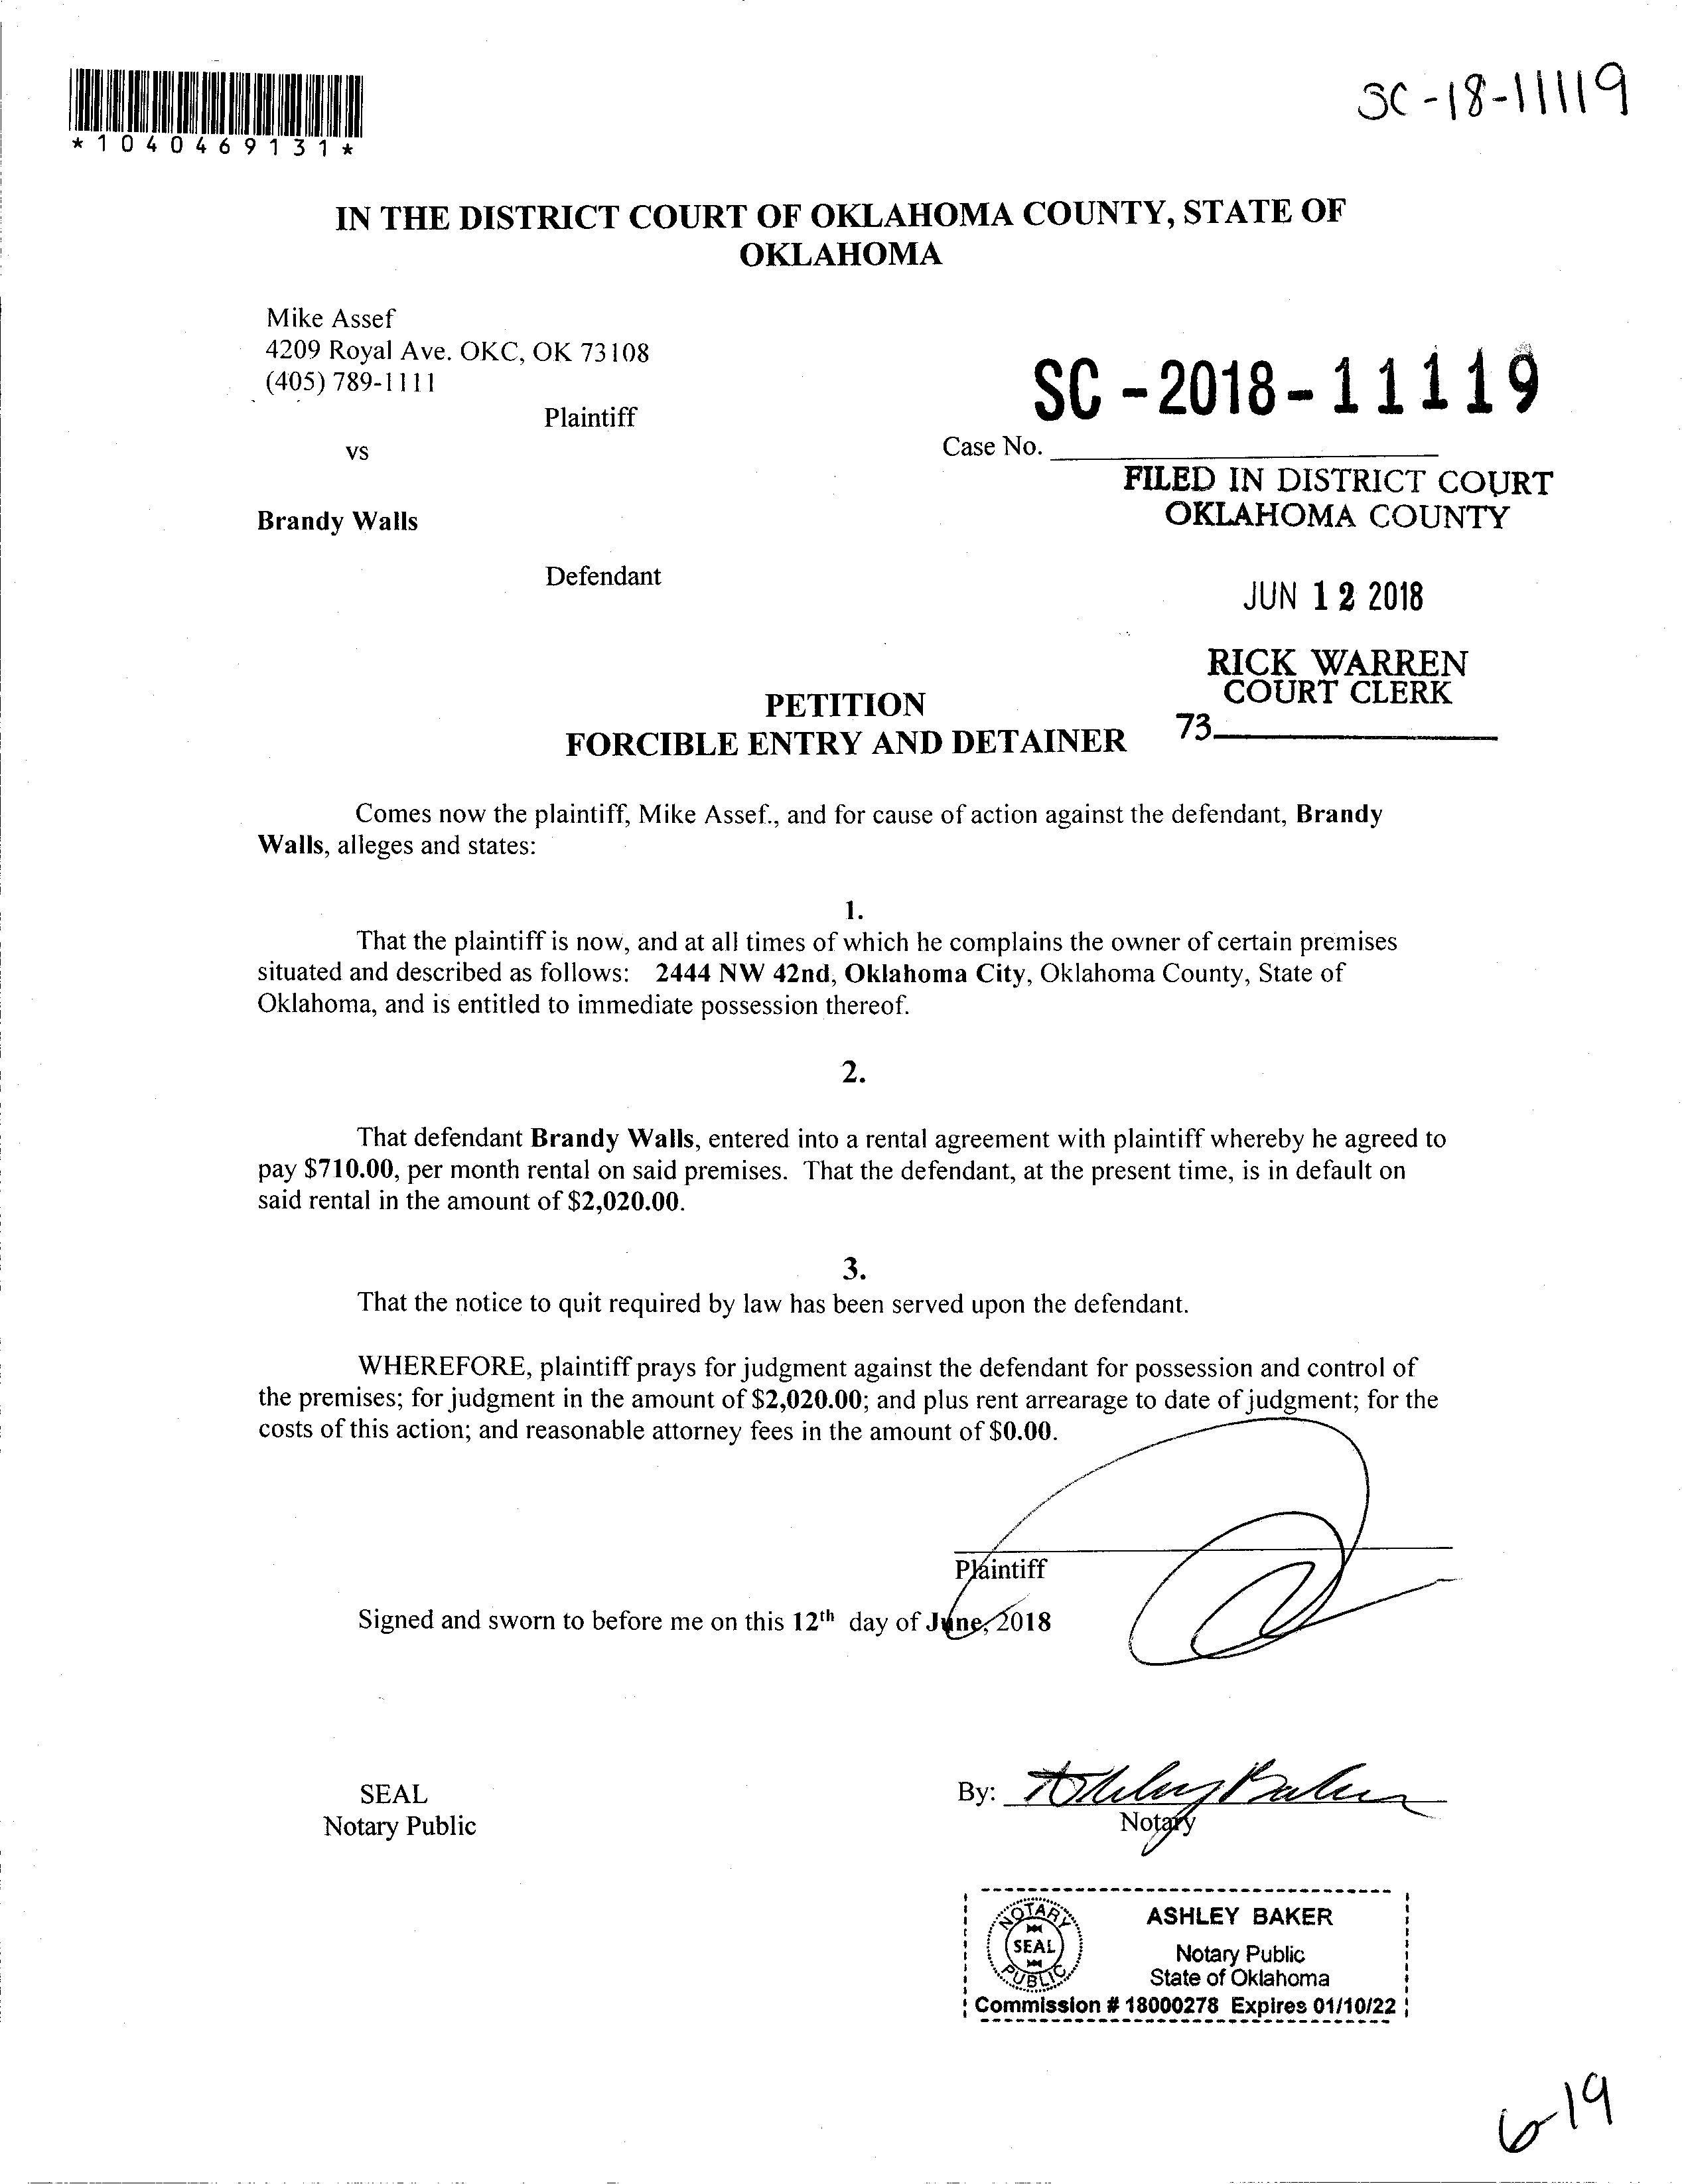 SC-18-11119
*1040469131*
IN THE DISTRICT COURT OF OKLAHOMA COUNTY, STATE OF
OKLAHOMA
Mike Assef
4209 Royal Ave. OKC, OK 73108
(405) 789-1111
Plaintiff
vs
Brandy Walls
Defendant
SC-2018-11119
Case No.
FILED IN DISTRICT COURT
OKLAHOMA COUNTY
JUN 12 2018
RICK WARREN
COURT CLERK
73
PETITION
FORCIBLE ENTRY AND DETAINER
Comes now the plaintiff, Mike Assef., and for cause of action against the defendant, Brandy
Walls, alleges and states:
1.
That the plaintiff is now, and at all times of which he complains the owner of certain premises
situated and described as follows: 2444 NW 42nd, Oklahoma City, Oklahoma County, State of
Oklahoma, and is entitled to immediate possession thereof.
2.
That defendant Brandy Walls, entered into a rental agreement with plaintiff whereby he agreed to
pay $710.00, per month rental on said premises. That the defendant, at the present time, is in default on
said rental in the amount of $2,020.00.
3.
That the notice to quit required by law has been served upon the defendant.
WHEREFORE, plaintiff prays for judgment against the defendant for possession and control of
the premises; for judgment in the amount of $2,020.00; and plus rent arrearage to date of judgment; for the
costs of this action; and reasonable attorney fees in the amount of $0.00.
Plaintiff
Signed and sworn to before me on this 12th day of June, 2018
SEAL
Notary Public
By: Ashley Baker
Notary
NOTARY
SEAL
PUBLIC
ASHLEY BAKER
Notary Public
State of Oklahoma
Commission # 18000278 Expires 01/10/22
6-19